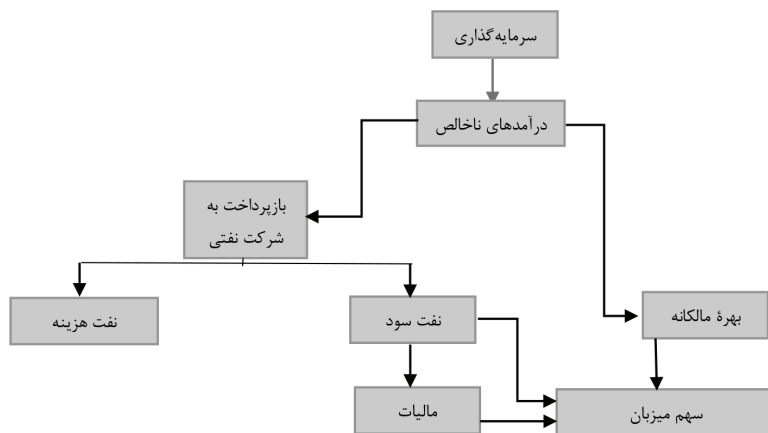 سرمایه‌گذاری
درآمدهای ناخالص
بازپرداخت به
شرکت نفتی
نفت هزینه
نفت سود
بهرهٔ مالکانه
مالیات
سهم میزبان